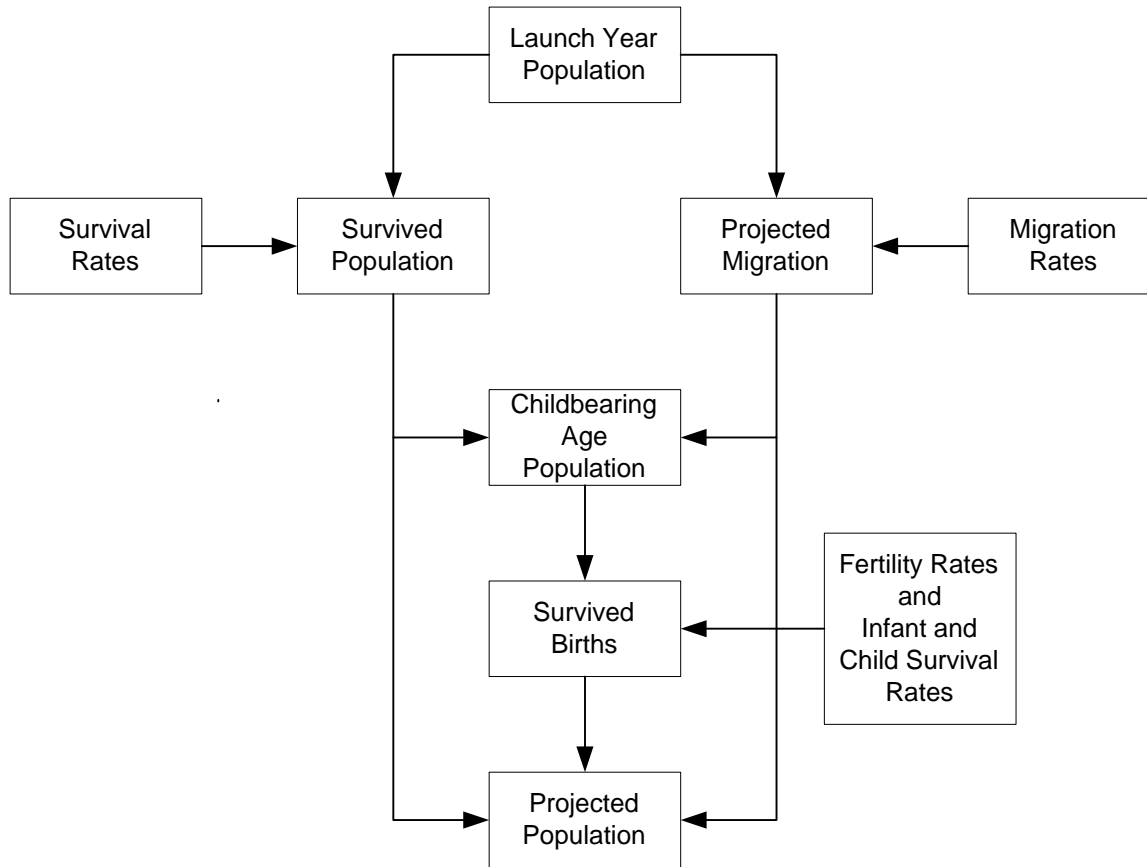 Launch Year
Population
Survival
Rates
Survived
Population
Projected
Migration
Migration
Rates
Childbearing
Age
Population
Survived
Births
Fertility Rates
and
Infant and
Child Survival
Rates
Projected
Population